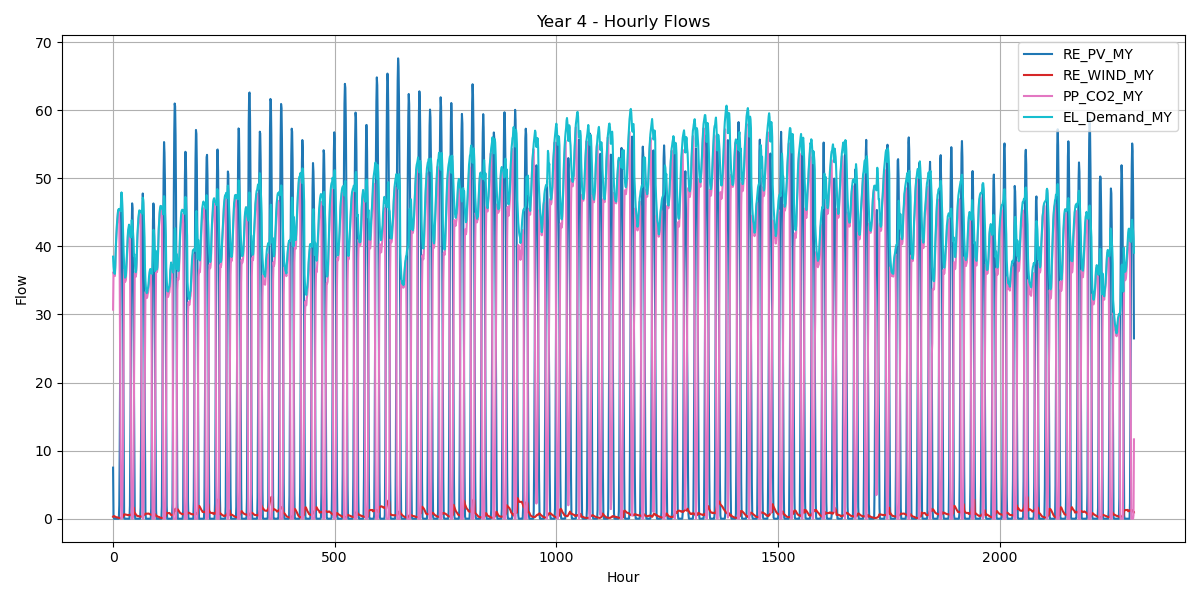 Year 4 - Hourly Flows
70
60
50
40
30
20
10
0
Flow
0
500
1000
1500
2000
Hour
RE_PV_MY
RE_WIND_MY
PP_CO2_MY
EL_Demand_MY